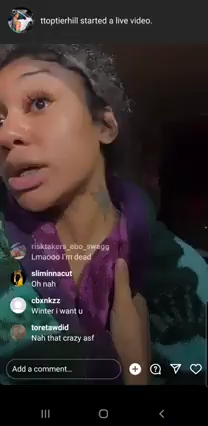 ttoptierhill started a live video.
risktakers_ebo_swagg
Lmaooo I'm dead
sliminnacut
Oh nah
cbxnkzz
Winter i want u
toretawdid
Nah that crazy asf
Add a comment...